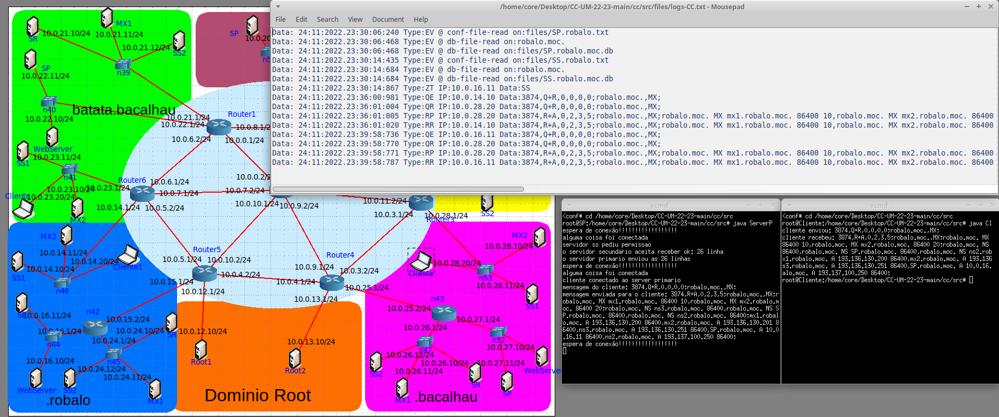 /home/core/Desktop/CC-UM-22-23-main/cc/src/files/logs-CC.txt - Mousepad
File Edit Search View Document Help
Data: 24:11:2022.23:30:06:240 Type:EV @ conf-file-read on:files/SP.robalo.txt
Data: 24:11:2022.23:30:06:468 Type:EV @ db-file-read on:robalo.moc.
Data: 24:11:2022.23:30:06:468 Type:EV @ db-file-read on:files/SP.robalo.moc.db
Data: 24:11:2022.23:30:14:435 Type:EV @ conf-file-read on:files/SS.robalo.txt
Data: 24:11:2022.23:30:14:684 Type:EV @ db-file-read on:robalo.moc.
Data: 24:11:2022.23:30:14:684 Type:EV @ db-file-read on:files/SS.robalo.moc.db
Data: 24:11:2022.23:30:14:867 Type:ZT IP:10.0.16.11 Data:SS
Data: 24:11:2022.23:36:00:981 Type:QE IP:10.0.14.10 Data:3874,Q+R,0,0,0,0;robalo.moc.,MX;
Data: 24:11:2022.23:36:01:004 Type:QR IP:10.0.28.20 Data:3874,Q+R,0,0,0,0;robalo.moc.,MX;
Data: 24:11:2022.23:36:01:005 Type:RP IP:10.0.28.20 Data:3874,R+A,0,2,3,5;robalo.moc.,MX;robalo.moc. MX mx1.robalo.moc. 86400 10,robalo.moc. MX mx2.robalo.moc. 86400
Data: 24:11:2022.23:36:01:020 Type:RR IP:10.0.14.10 Data:3874,R+A,0,2,3,5;robalo.moc.,MX;robalo.moc. MX mx1.robalo.moc. 86400 10,robalo.moc. MX mx2.robalo.moc. 86400
Data: 24:11:2022.23:39:58:736 Type:QE IP:10.0.16.11 Data:3874,Q+R,0,0,0,0;robalo.moc.,MX;
Data: 24:11:2022.23:39:58:770 Type:QR IP:10.0.28.20 Data:3874,Q+R,0,0,0,0;robalo.moc.,MX;
Data: 24:11:2022.23:39:58:771 Type:RP IP:10.0.28.20 Data:3874,R+A,0,2,3,5;robalo.moc.,MX;robalo.moc. MX mx1.robalo.moc. 86400 10,robalo.moc. MX mx2.robalo.moc. 86400
Data: 24:11:2022.23:39:58:787 Type:RR IP:10.0.16.11 Data:3874,R+A,0,2,3,5;robalo.moc.,MX;robalo.moc. MX mx1.robalo.moc. 86400 10,robalo.moc. MX mx2.robalo.moc. 86400
SR
10.0.21.10/24
MX1
10.0.21.11/24
10.0.21.12/24
SS2
n39
SP
10.0.22.11/24
n40
10.0.22.10/24
batata.bacalhau
WebServer
SS1
10.0.23.11/24
n41
10.0.23.10/24
10.0.23.1/24
Cliente
10.0.23.20/24
MX2
SP
10.0.20
n5
Router1
10.0.21.1/24
10.0.22.1/24
10.0.8.1/2
10.0.6.2/24
10.0.0.1/24
Router6
10.0.6.1/24
10.0.7.1/24
10.0.14.1/24
10.0.5.2/24
10.0.0.2/2
10.0.7.2/24
10.0.10.1/24
10.0.9.2/24
10.0.11.2/24
10.0.3.1/24
10.0.28.1/24
Router3
SS2
MX2
10.0.14.11/24
10.0.14.20/24
Cliente1
10.0.14.10/24
SS1
n46
Router5
10.0.5.1/24
10.0.10.2/24
10.0.4.2/24
10.0.15.1/24
10.0.12.1/24
Router4
10.0.9.1/24
10.0.3.2/24
10.0.4.1/24
10.0.25.1/24
10.0.13.1/24
Cliente
10.0.28.20/24
MX2
10.0.28.10/24
n53
10.0.28.11/24
SS1
10.0.16.11/24
n42
10.0.15.2/24
10.0.16.1/24
n44
10.0.24.10/24
SR
10.0.24.1/24
n45
10.0.16.10/24
10.0.24.12/24
10.0.24.11/24
WebServer
SS2
MX1
.robalo
10.0.12.10/24
Root1
10.0.13.10/24
Root2
Dominio Root
n43
10.0.25.2/24
10.0.27.1/24
10.0.26.1/24
n52
n47
10.0.27.10/24
10.0.26.12/24
10.0.26.10/24
10.0.27.11/24
SS2
10.0.26.11/24
SR
WebServer
MX1
SP
.bacalhau
vcmd
<conf# cd /home/core/Desktop/CC-UM-22-23-main/cc/src
root@SP:/home/core/Desktop/CC-UM-22-23-main/cc/src# java ServerP
espera de conexão!!!!!!!!!!!!!!!!!!
alguma coisa foi conectada
servidor ss pediu permissao
o servidor secundario aceita receber ok: 26 linha
o servidor primario enviou as 26 linhas
espera de conexão!!!!!!!!!!!!!!!!!!
alguma coisa foi conectada
cliente conectado ao server primario
mensagem do cliente: 3874,Q+R,0,0,0,0;robalo.moc.,MX;
mensagem enviada para o cliente: 3874,R+A,0,2,3,5;robalo.moc.,MX;r
obalo.moc. MX mx1.robalo.moc. 86400 10,robalo.moc. MX mx2.robalo.m
oc. 86400 20;robalo.moc. NS ns3.robalo.moc. 86400,robalo.moc. NS S
P.robalo.moc. 86400,robalo.moc. NS ns2.robalo.moc. 86400;mx1.robal
o.moc. A 193.136.130.200 86400,mx2.robalo.moc. A 193.136.130.201 8
6400,ns3.robalo.moc. A 193.136.130.251 86400,SP.robalo.moc. A 10.0
.16.11 86400,ns2.robalo.moc. A 193.137.100.250 86400;
espera de conexão!!!!!!!!!!!!!!!!!!
vcmd
<conf# cd /home/core/Desktop/CC-UM-22-23-main/cc/src
root@Cliente:/home/core/Desktop/CC-UM-22-23-main/cc/src# java Cl
cliente enviou: 3874,Q+R,0,0,0,0;robalo.moc.,MX;
cliente recebeu: 3874,R+A,0,2,3,5;robalo.moc.,MX;robalo.moc. MX
86400 10,robalo.moc. MX mx2.robalo.moc. 86400 20;robalo.moc. NS
86400,robalo.moc. NS SP.robalo.moc. 86400,robalo.moc. NS ns2.rob
x1.robalo.moc. A 193.136.130.200 86400,mx2.robalo.moc. A 193.136
s3.robalo.moc. A 193.136.130.251 86400,SP.robalo.moc. A 10.0.16.
alo.moc. A 193.137.100.250 86400;
root@Cliente:/home/core/Desktop/CC-UM-22-23-main/cc/src#